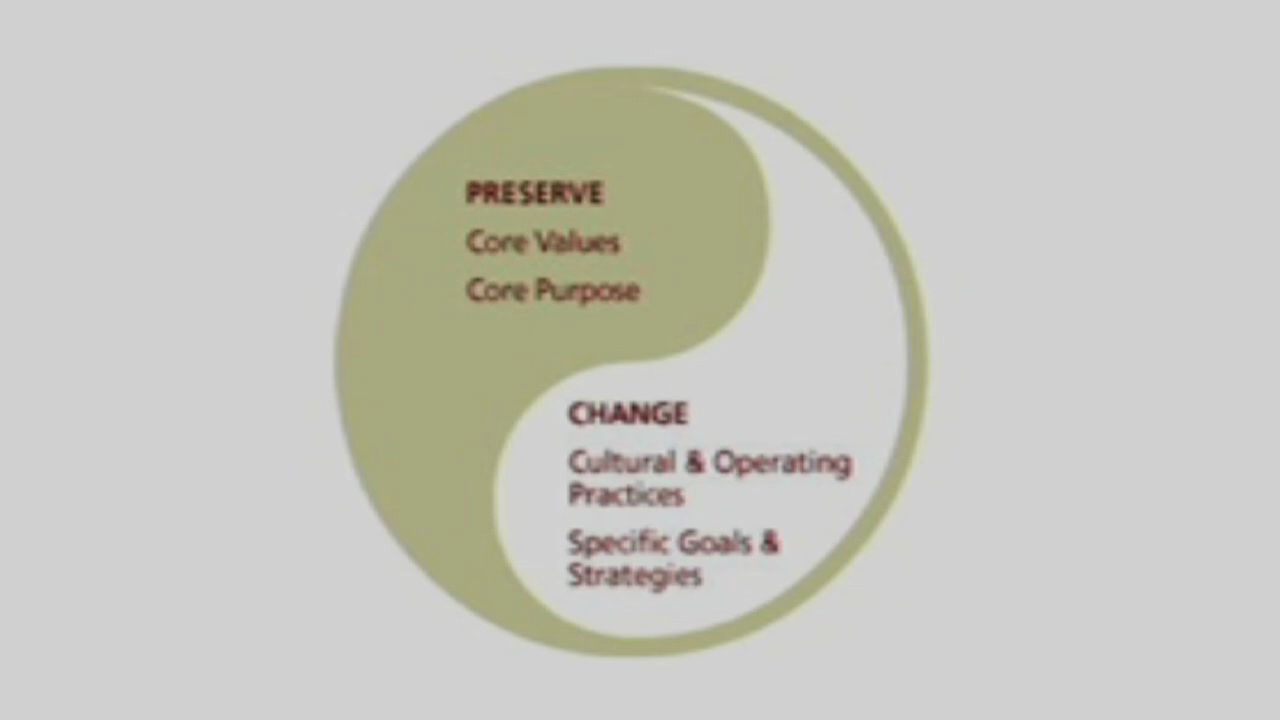 PRESERVE
Core Values
Core Purpose
CHANGE
Cultural & Operating
Practices
Specific Goals &
Strategies